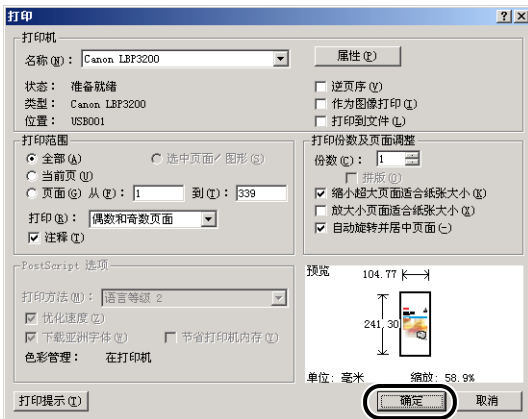 打印
打印机
名称(N): Canon LBP3200
属性(P)
状态: 准备就绪
逆页序(V)
类型: Canon LBP3200
作为图像打印(I)
位置: USB001
打印到文件(L)
打印范围
打印份数及页面调整
全部(A)
选中页面/图形(S)
份数(C): 1
当前页(U)
拼版(O)
页面(G) 从(F): 1 到(T): 339
缩小超大页面适合纸张大小(K)
打印(R): 偶数和奇数页面
放大小页面适合纸张大小(X)
注释(T)
自动旋转并居中页面(-)
PostScript 选项
预览
104.77
打印方法(M): 语言等级 2
优化速度(Z)
241.30
下载亚洲字体(W)
节省打印机内存(Y)
色彩管理: 在打印机
单位: 毫米
缩放: 58.9%
打印提示(I)
确定
取消